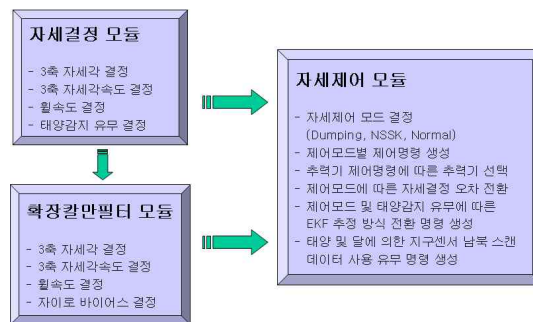 자세결정 모듈
- 3축 자세각 결정
- 3축 자세각속도 결정
- 휠속도 결정
- 태양감지 유무 결정
확장칼만필터 모듈
- 3축 자세각 결정
- 3축 자세각속도 결정
- 휠속도 결정
- 자이로 바이어스 결정
자세제어 모듈
- 자세제어 모드 결정
(Dumping, NSSK, Normal)
- 제어모드별 제어명령 생성
- 추력기 제어명령에 따른 추력기 선택
- 제어모드에 따른 자세결정 오차 전환
- 제어모드 및 태양감지 유무에 따른
EKF 추정 방식 전환 명령 생성
- 태양 및 달에 의한 지구센서 남북 스캔
데이터 사용 유무 명령 생성